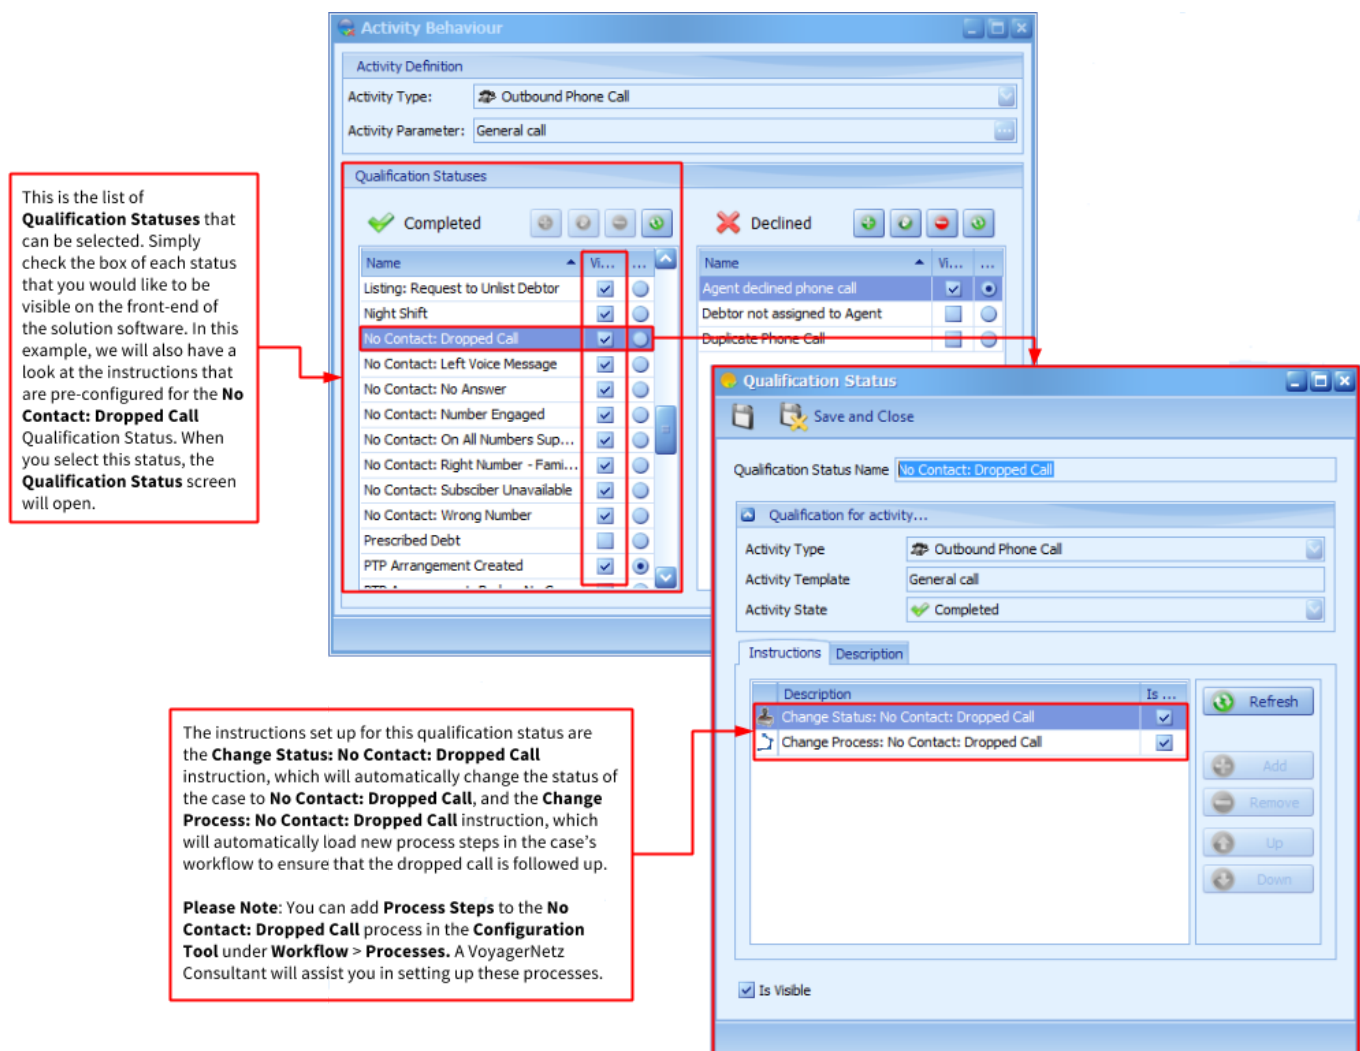 Activity Behaviour
Activity Definition
Activity Type: Outbound Phone Call
Activity Parameter: General call
Qualification Statuses
Completed
Name Vi... ...
Listing: Request to Unlist Debtor
Night Shift
No Contact: Dropped Call
No Contact: Left Voice Message
No Contact: No Answer
No Contact: Number Engaged
No Contact: On All Numbers Sup...
No Contact: Right Number - Fami...
No Contact: Subsciber Unavailable
No Contact: Wrong Number
Prescribed Debt
PTP Arrangement Created
Declined
Name Vi... ...
Agent declined phone call
Debtor not assigned to Agent
Duplicate Phone Call
This is the list of
Qualification Statuses that
can be selected. Simply
check the box of each status
that you would like to be
visible on the front-end of
the solution software. In this
example, we will also have a
look at the instructions that
are pre-configured for the No
Contact: Dropped Call
Qualification Status. When
you select this status, the
Qualification Status screen
will open.
Qualification Status
Save and Close
Qualification Status Name No Contact: Dropped Call
Qualification for activity...
Activity Type Outbound Phone Call
Activity Template General call
Activity State Completed
Instructions Description
Description Is ...
Change Status: No Contact: Dropped Call
Change Process: No Contact: Dropped Call
Refresh
Add
Remove
Up
Down
Is Visible
The instructions set up for this qualification status are
the Change Status: No Contact: Dropped Call
instruction, which will automatically change the status of
the case to No Contact: Dropped Call, and the Change
Process: No Contact: Dropped Call instruction, which
will automatically load new process steps in the case's
workflow to ensure that the dropped call is followed up.
Please Note: You can add Process Steps to the No
Contact: Dropped Call process in the Configuration
Tool under Workflow > Processes. A VoyagerNetz
Consultant will assist you in setting up these processes.